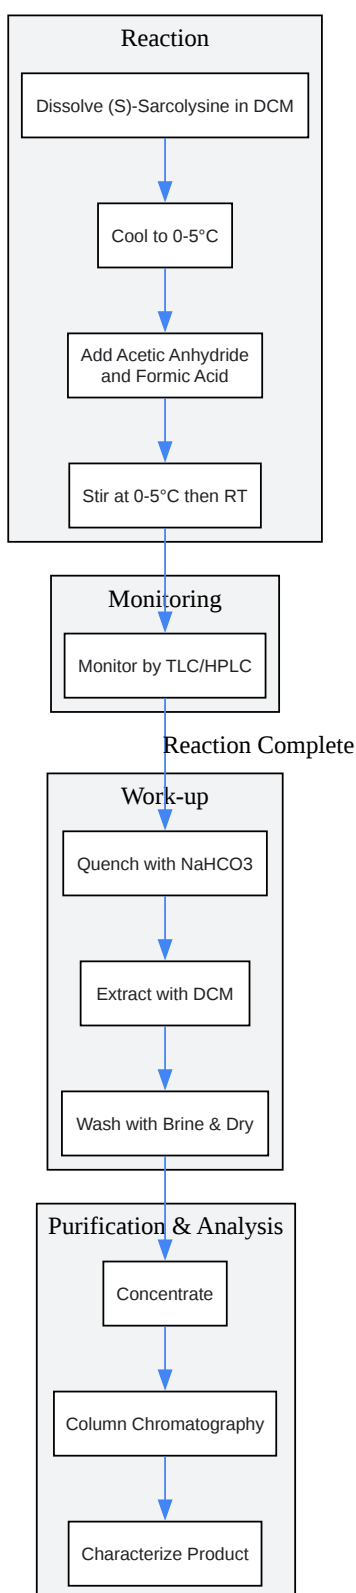 Reaction
Dissolve (S)-Sarcolysine in DCM
Cool to 0-5°C
Add Acetic Anhydride
and Formic Acid
Stir at 0-5°C then RT
Monitoring
Monitor by TLC/HPLC
Reaction Complete
Work-up
Quench with NaHCO3
Extract with DCM
Wash with Brine & Dry
Purification & Analysis
Concentrate
Column Chromatography
Characterize Product